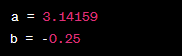 a = 3.14159
b = -0.25